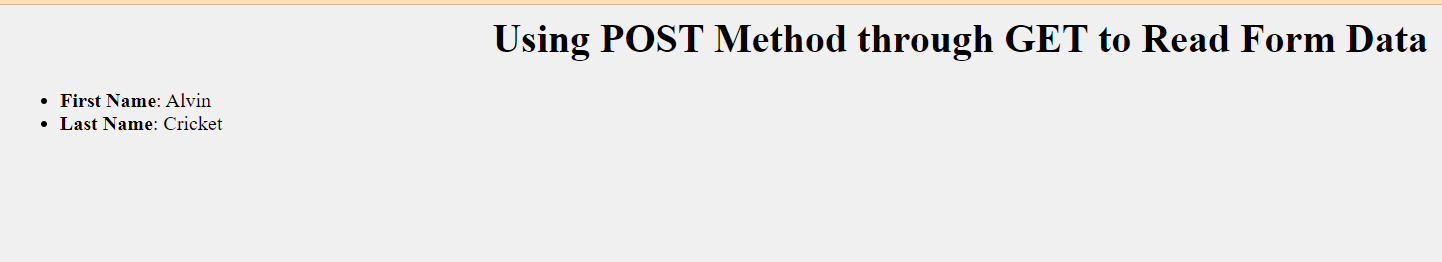 Using POST Method through GET to Read Form Data
First Name: Alvin
Last Name: Cricket